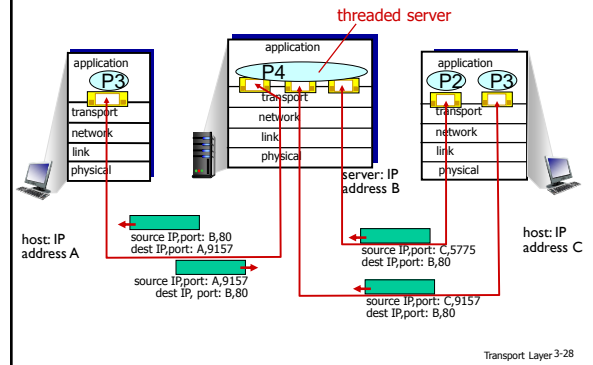 threaded server
application
P3
transport
network
link
physical
application
P4
transport
network
link
physical
application
P2 P3
transport
network
link
physical
server: IP
address B
host: IP
address A
host: IP
address C
source IP,port: B,80
dest IP,port: A,9157
source IP,port: A,9157
dest IP, port: B,80
source IP,port: C,5775
dest IP,port: B,80
source IP,port: C,9157
dest IP,port: B,80
Transport Layer 3-28